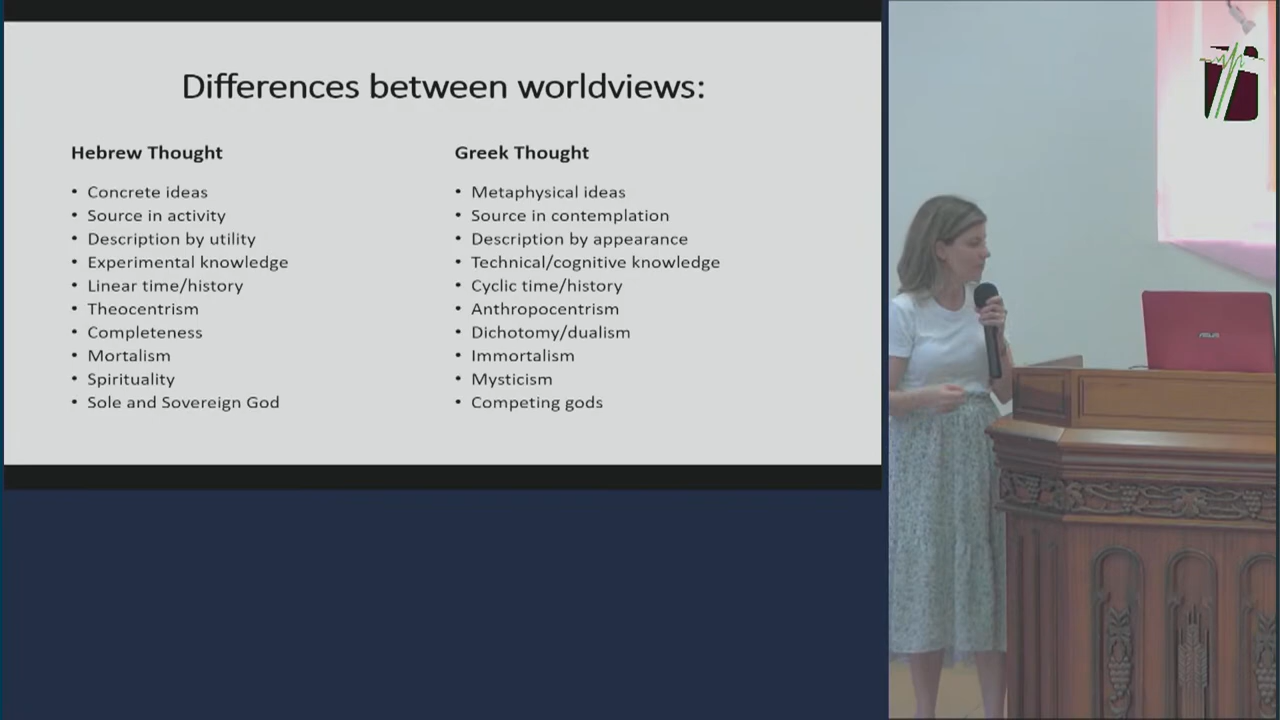 Differences between worldviews:
Hebrew Thought
• Concrete ideas
• Source in activity
• Description by utility
• Experimental knowledge
• Linear time/history
• Theocentrism
• Completeness
• Mortalism
• Spirituality
• Sole and Sovereign God
Greek Thought
• Metaphysical ideas
• Source in contemplation
• Description by appearance
• Technical/cognitive knowledge
• Cyclic time/history
• Anthropocentrism
• Dichotomy/dualism
• Immortalism
• Mysticism
• Competing gods
ASUS